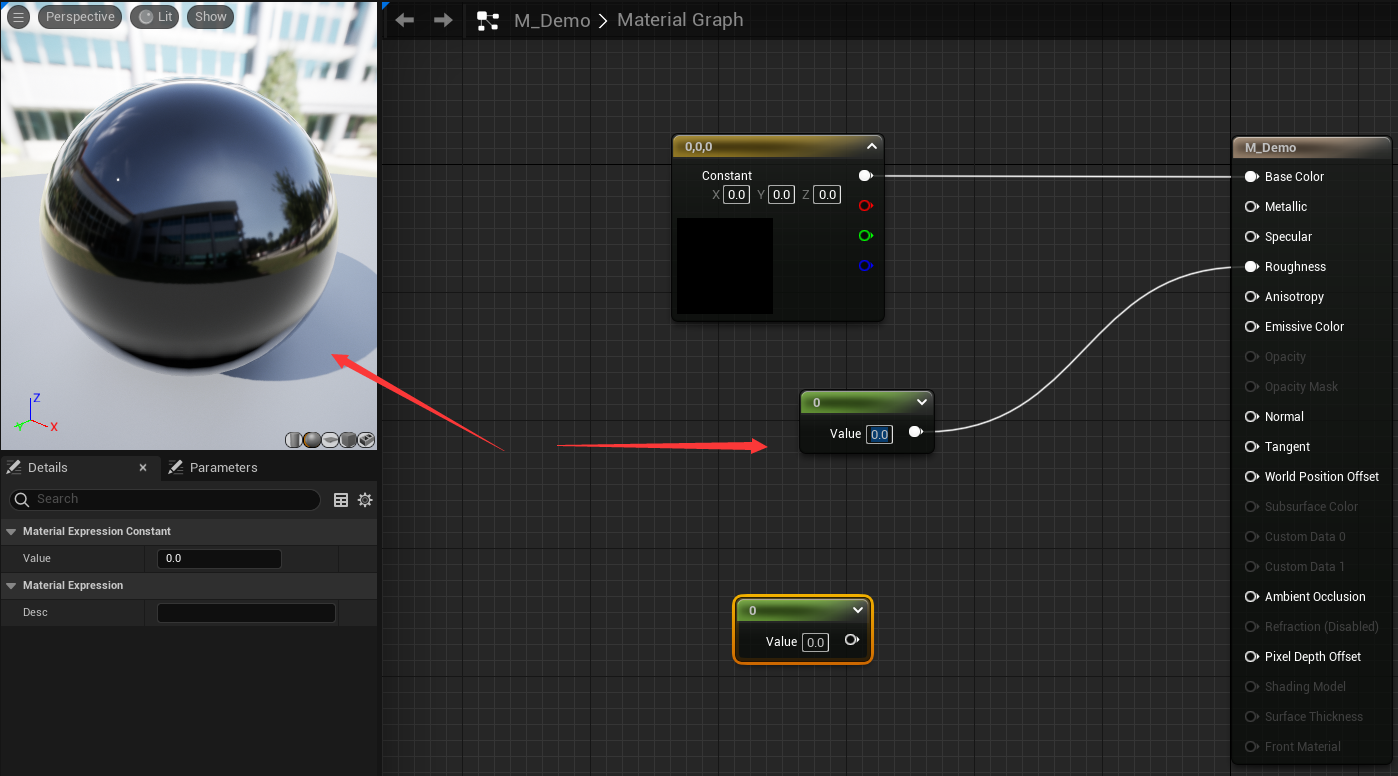 Perspective
Lit
Show
M_Demo
Material Graph
0,0,0
Constant
X 0.0 Y 0.0 Z 0.0
0
Value 0.0
0
Value 0.0
M_Demo
Base Color
Metallic
Specular
Roughness
Anisotropy
Emissive Color
Opacity
Opacity Mask
Normal
Tangent
World Position Offset
Subsurface Color
Custom Data 0
Custom Data 1
Ambient Occlusion
Refraction (Disabled)
Pixel Depth Offset
Shading Model
Surface Thickness
Front Material
Z
Y
X
Details
Parameters
Search
Material Expression Constant
Value 0.0
Material Expression
Desc